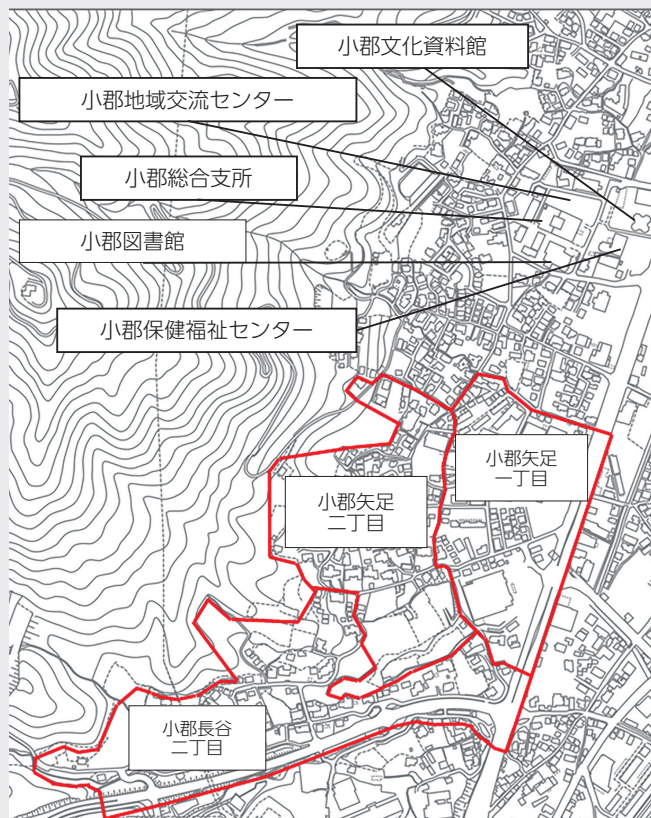 小郡文化資料館
小郡地域交流センター
小郡総合支所
小郡図書館
小郡保健福祉センター
小郡矢足
一丁目
小郡矢足
二丁目
小郡長谷
二丁目